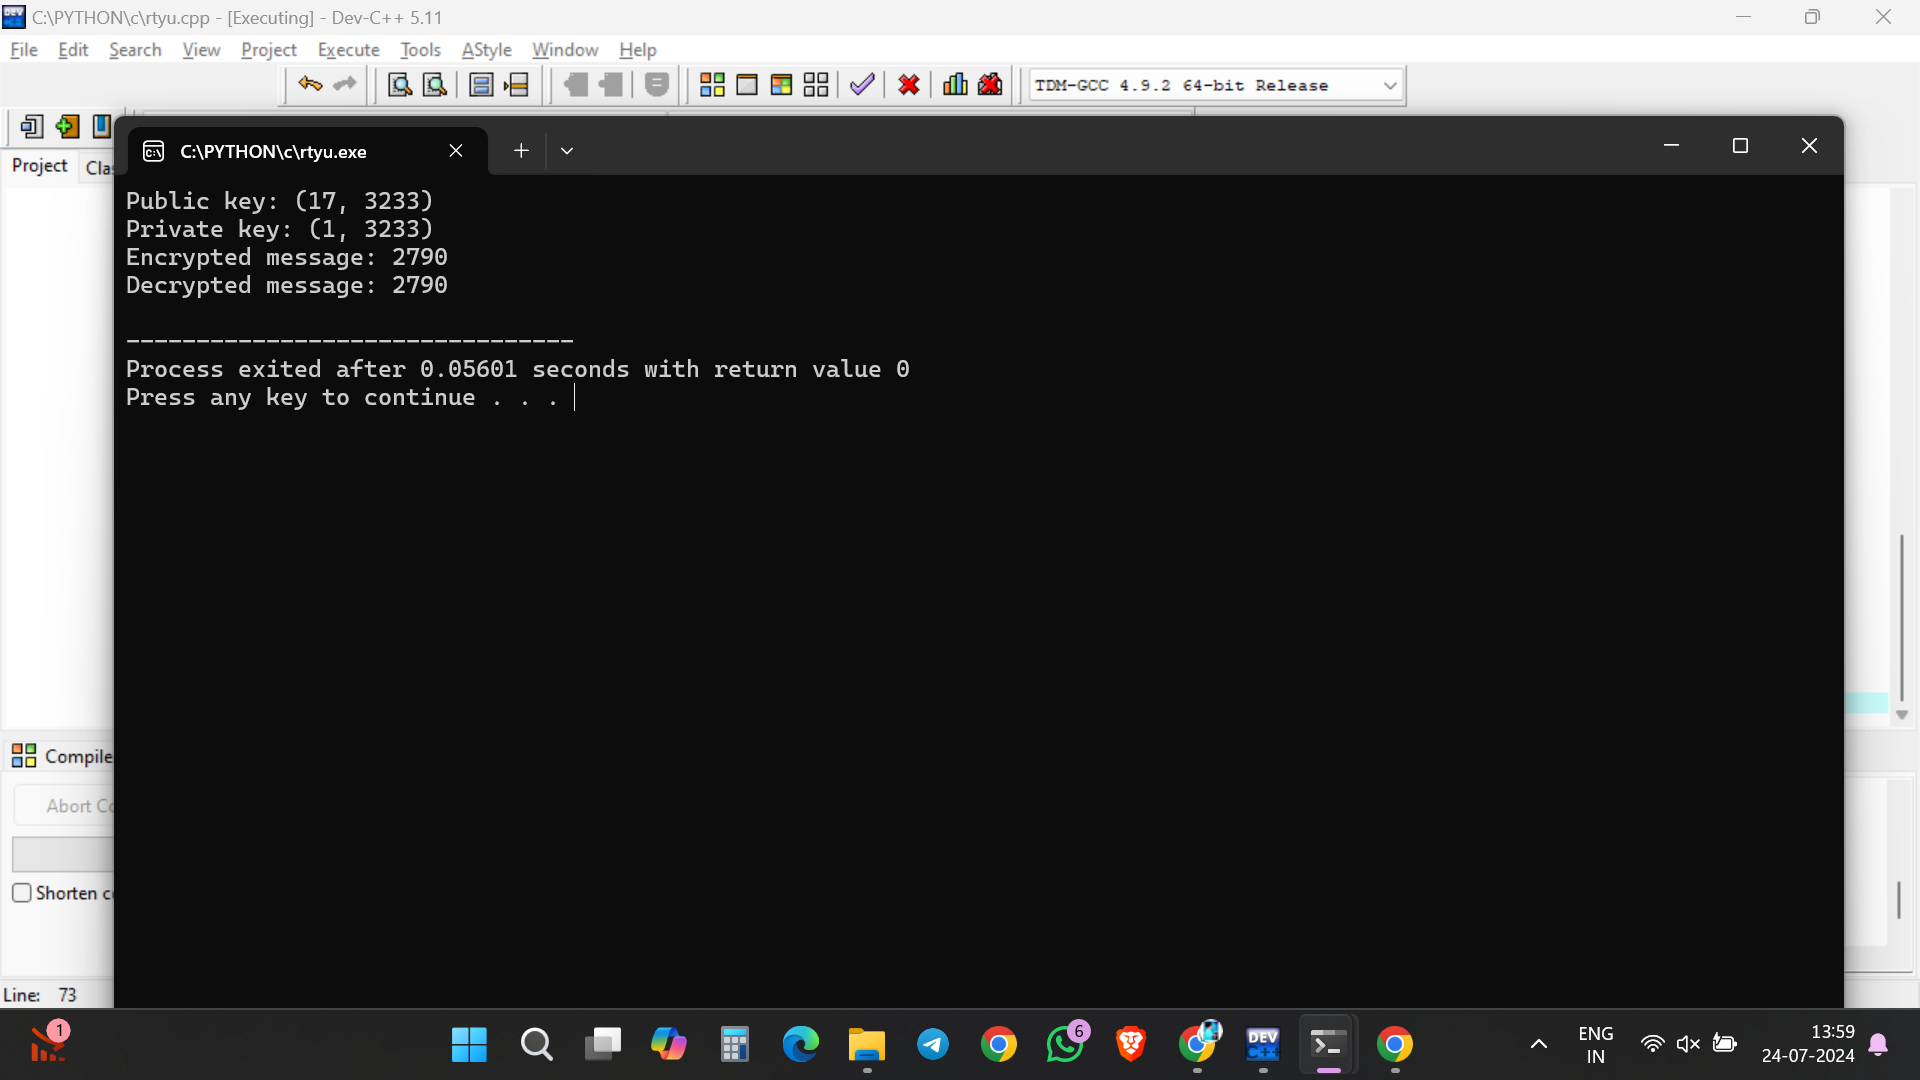 C:\PYTHON\c\rtyu.cpp - [Executing] - Dev-C++ 5.11
File Edit Search View Project Execute Tools AStyle Window Help
TDM-GCC 4.9.2 64-bit Release
Project
C:\PYTHON\c\rtyu.exe
Public key: (17, 3233)
Private key: (1, 3233)
Encrypted message: 2790
Decrypted message: 2790
--------------------------------
Process exited after 0.05601 seconds with return value 0
Press any key to continue . . .
Compile
Abort
Shorten
Line: 73
1
6
DEV
C++
ENG
IN
13:59
24-07-2024